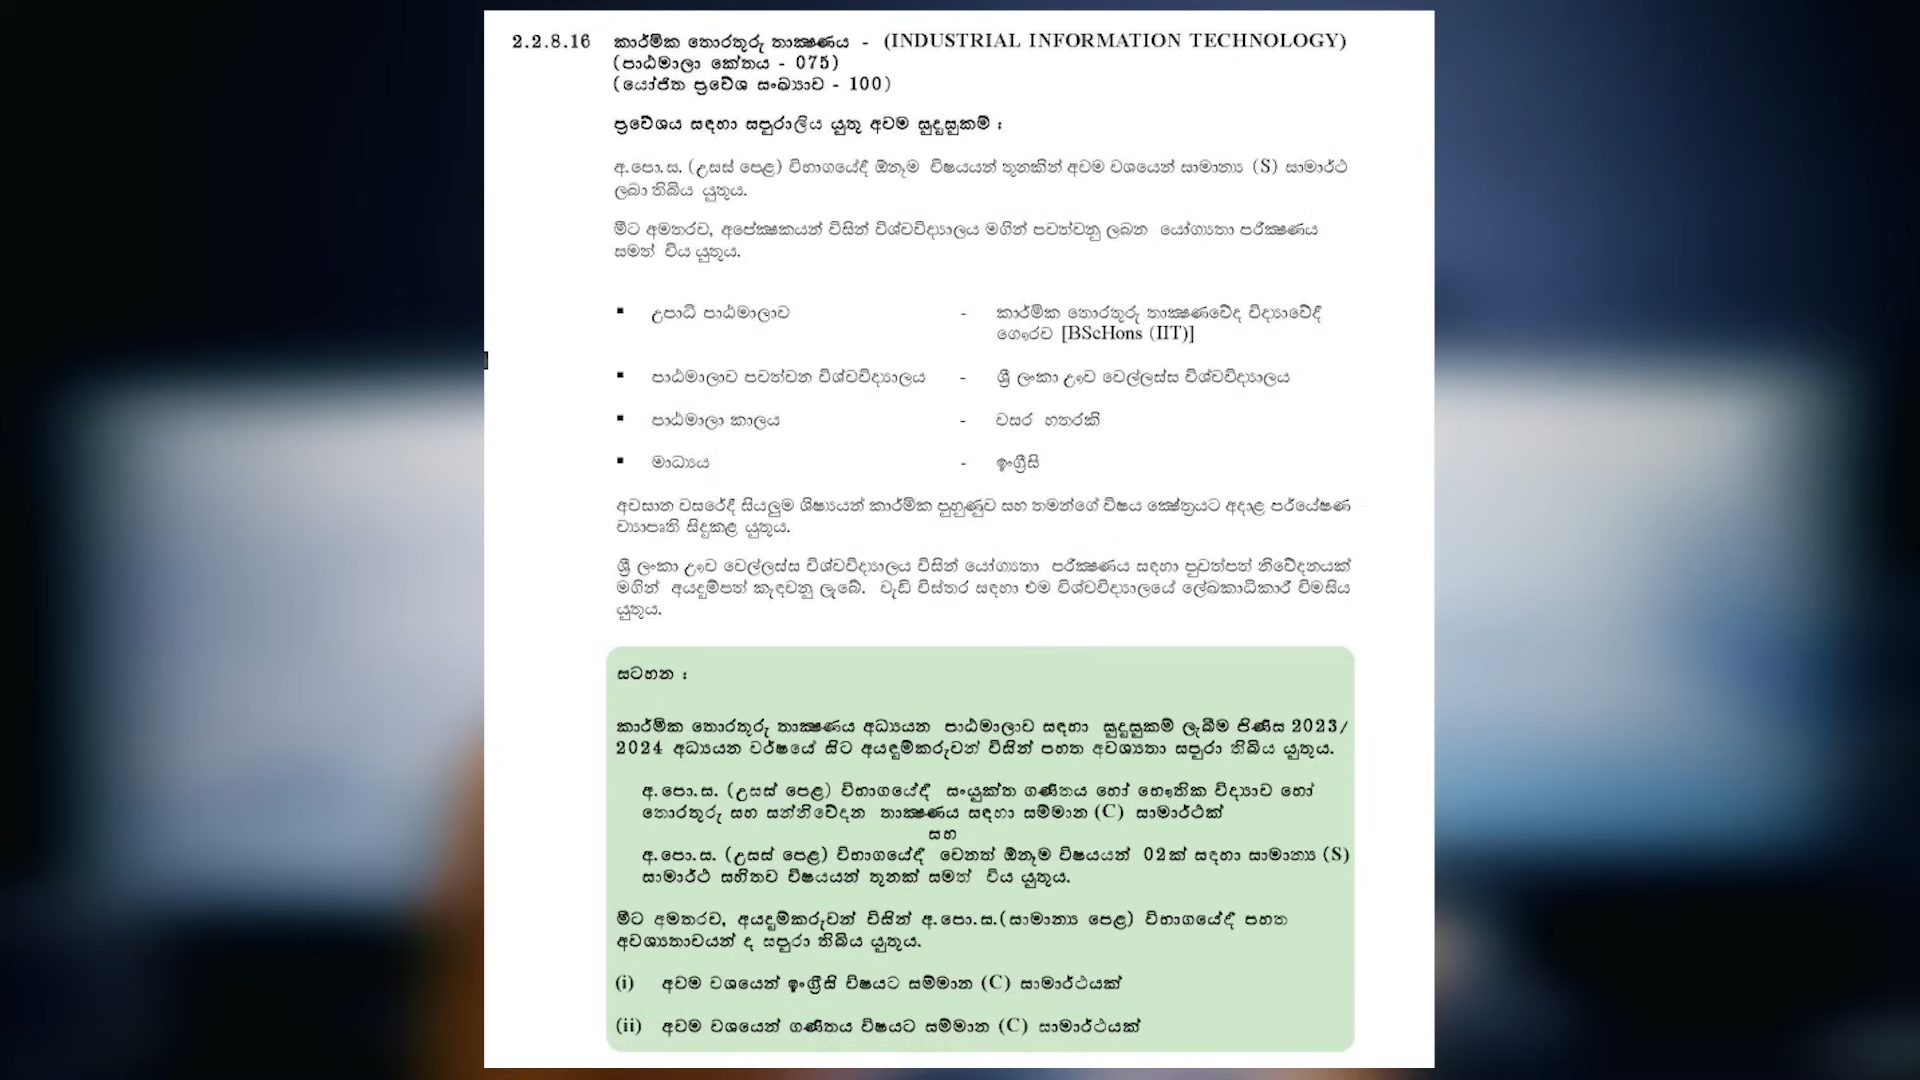 2.2.8.16 කාර්මික තොරතුරු තාක්‍ෂණය - (INDUSTRIAL INFORMATION TECHNOLOGY)
(පාඨමාලා කේතය - 075)
(යෝජිත ප්‍රවේශ සංඛ්‍යාව - 100)
ප්‍රවේශය සඳහා සපුරාලිය යුතු අවම සුදුසුකම් :
අ.පො.ස. (උසස් පෙළ) විභාගයේදී ඕනෑම විෂයයන් තුනකින් අවම වශයෙන් සාමාන්‍ය (S) සාමාර්ථ
ලබා තිබිය යුතුය.
මීට අමතරව, අපේක්‍ෂකයන් විසින් විශ්වවිද්‍යාලය මගින් පවත්වනු ලබන යෝග්‍යතා පරීක්‍ෂණය
සමත් විය යුතුය.
▪ උපාධි පාඨමාලාව - කාර්මික තොරතුරු තාක්‍ෂණවේද විද්‍යාවේදී
ගෞරව [BScHons (IIT)]
▪ පාඨමාලාව පවත්වන විශ්වවිද්‍යාලය - ශ්‍රී ලංකා ඌව වෙල්ලස්ස විශ්වවිද්‍යාලය
▪ පාඨමාලා කාලය - වසර හතරකි
▪ මාධ්‍යය - ඉංග්‍රීසි
අවසාන වසරේදී සියලුම ශිෂ්‍යයන් කාර්මික පුහුණුව සහ තමන්ගේ විෂය ක්‍ෂේත්‍රයට අදාළ පර්යේෂණ
ව්‍යාපෘති සිදුකළ යුතුය.
ශ්‍රී ලංකා ඌව වෙල්ලස්ස විශ්වවිද්‍යාලය විසින් යෝග්‍යතා පරීක්‍ෂණය සඳහා පුවත්පත් නිවේදනයක්
මගින් අයදුම්පත් කැඳවනු ලැබේ. වැඩි විස්තර සඳහා එම විශ්වවිද්‍යාලයේ ලේඛකාධිකාරී විමසිය
යුතුය.
සටහන :
කාර්මික තොරතුරු තාක්‍ෂණය අධ්‍යයන පාඨමාලාව සඳහා සුදුසුකම් ලැබීම පිණිස 2023/
2024 අධ්‍යයන වර්ෂයේ සිට අයඳුම්කරුවන් විසින් පහත අවශ්‍යතා සපුරා තිබිය යුතුය.
අ.පො.ස. (උසස් පෙළ) විභාගයේදී සංයුක්ත ගණිතය හෝ භෞතික විද්‍යාව හෝ
තොරතුරු සහ සන්නිවේදන තාක්‍ෂණය සඳහා සම්මාන (C) සාමාර්ථක්
සහ
අ.පො.ස. (උසස් පෙළ) විභාගයේදී වෙනත් ඕනෑම විෂයයන් 02ක් සඳහා සාමාන්‍ය (S)
සාමාර්ථ සහිතව විෂයයන් තුනක් සමත් විය යුතුය.
මීට අමතරව, අයදුම්කරුවන් විසින් අ.පො.ස.(සාමාන්‍ය පෙළ) විභාගයේදී පහත
අවශ්‍යතාවයන් ද සපුරා තිබිය යුතුය.
(i) අවම වශයෙන් ඉංග්‍රීසි විෂයට සම්මාන (C) සාමාර්ථයක්
(ii) අවම වශයෙන් ගණිතය විෂයට සම්මාන (C) සාමාර්ථයක්